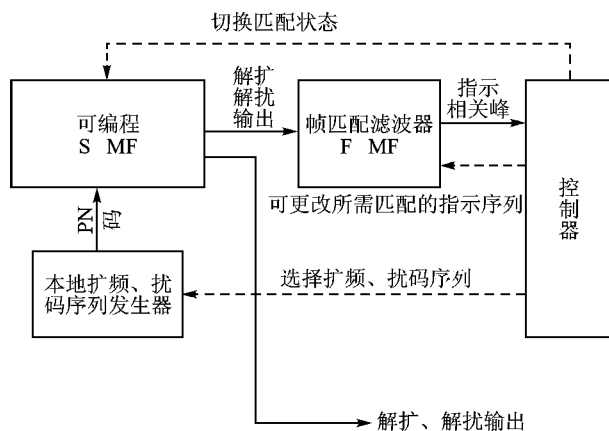 切换匹配状态
可编程
S MF
解扩
解扰
输出
帧匹配滤波器
F MF
指示
相关峰
控制器
可更改所需匹配的指示序列
PN
码
本地扩频、扰
码序列发生器
选择扩频、扰码序列
解扩、解扰输出